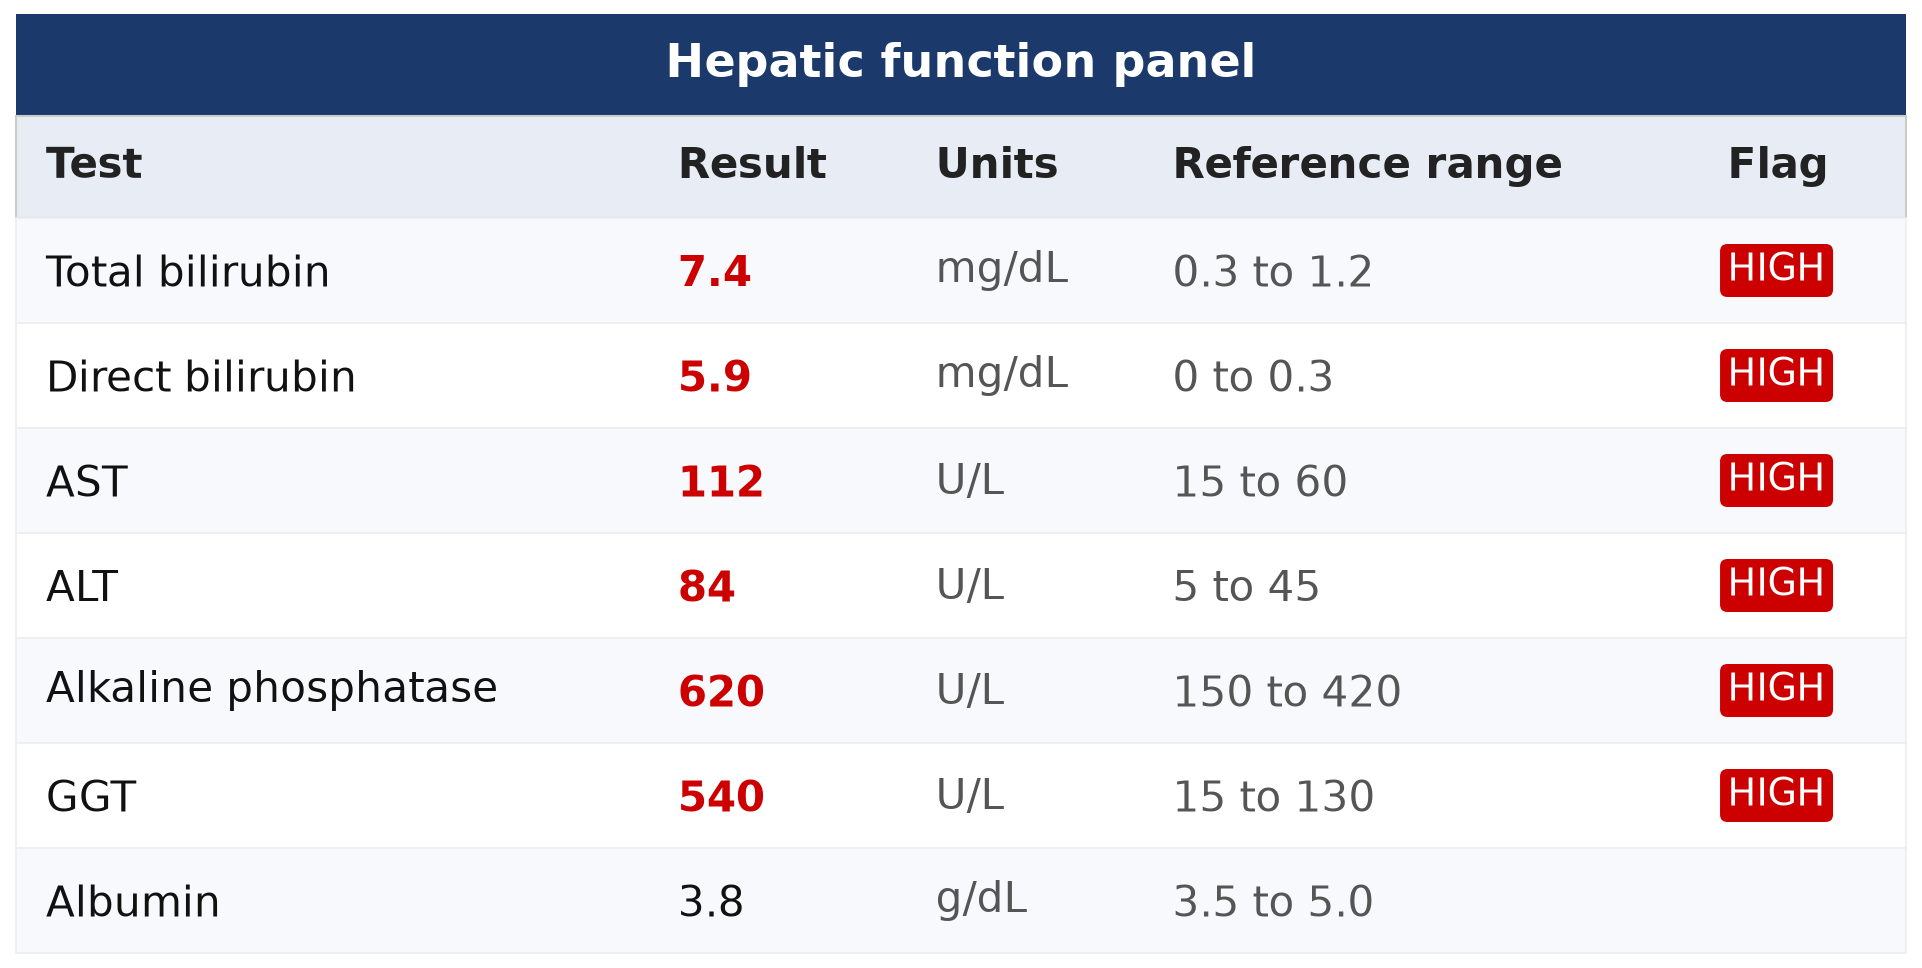 Hepatic function panel
Test Result Units Reference range Flag
Total bilirubin 7.4 mg/dL 0.3 to 1.2 HIGH
Direct bilirubin 5.9 mg/dL 0 to 0.3 HIGH
AST 112 U/L 15 to 60 HIGH
ALT 84 U/L 5 to 45 HIGH
Alkaline phosphatase 620 U/L 150 to 420 HIGH
GGT 540 U/L 15 to 130 HIGH
Albumin 3.8 g/dL 3.5 to 5.0